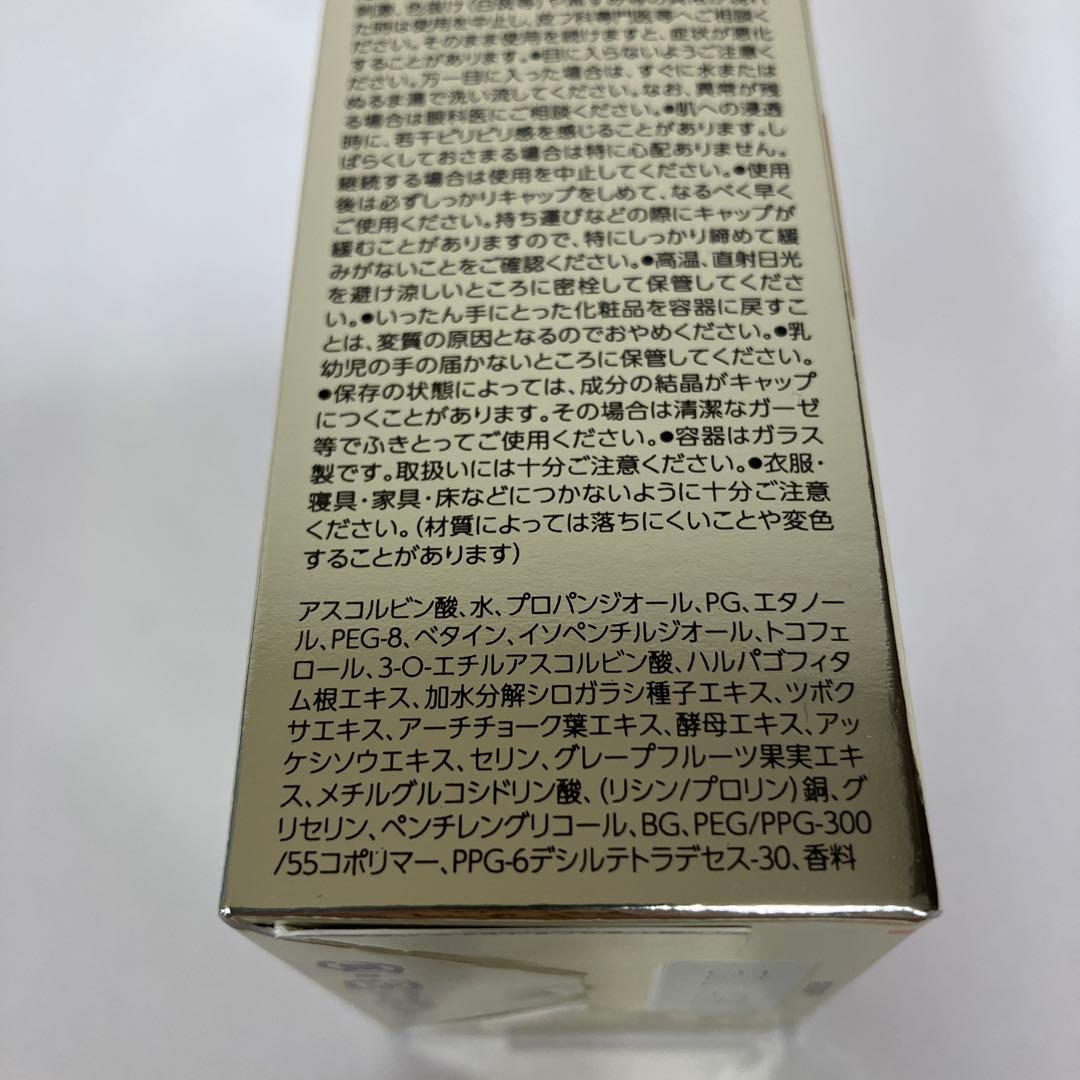 た時は使用を中止し、皮フ科専門医等へご相談く
ださい。そのまま使用を続けますと、症状が悪化
することがあります。●目に入らないようご注意く
ださい。万一目に入った場合は、すぐに水または
ぬるま湯で洗い流してください。なお、異常が残
る場合は眼科医にご相談ください。●肌への浸透
時に、若干ピリピリ感を感じることがあります。し
ばらくしておさまる場合は特に心配ありません。
継続する場合は使用を中止してください。●使用
後は必ずしっかりキャップをしめて、なるべく早く
ご使用ください。持ち運びなどの際にキャップが
緩むことがありますので、特にしっかり締めて緩
みがないことをご確認ください。●高温、直射日光
を避け涼しいところに密栓して保管してくださ
い。●いったん手にとった化粧品を容器に戻すこ
とは、変質の原因となるのでおやめください。●乳
幼児の手の届かないところに保管してください。
●保存の状態によっては、成分の結晶がキャップ
につくことがあります。その場合は清潔なガーゼ
等でふきとってご使用ください。●容器はガラス
製です。取扱いには十分ご注意ください。●衣服・
寝具・家具・床などにつかないように十分ご注意
ください。(材質によっては落ちにくいことや変色
することがあります)
アスコルビン酸、水、プロパンジオール、PG、エタノー
ル、PEG-8、ベタイン、イソペンチルジオール、トコフェ
ロール、3-O-エチルアスコルビン酸、ハルパゴフィタ
ム根エキス、加水分解シロガラシ種子エキス、ツボク
サエキス、アーチチョーク葉エキス、酵母エキス、アッ
ケシソウエキス、セリン、グレープフルーツ果実エキ
ス、メチルグルコシドリン酸、(リシン/プロリン)銅、グ
リセリン、ペンチレングリコール、BG、PEG/PPG-300
/55コポリマー、PPG-6デシルテトラデセス-30、香料